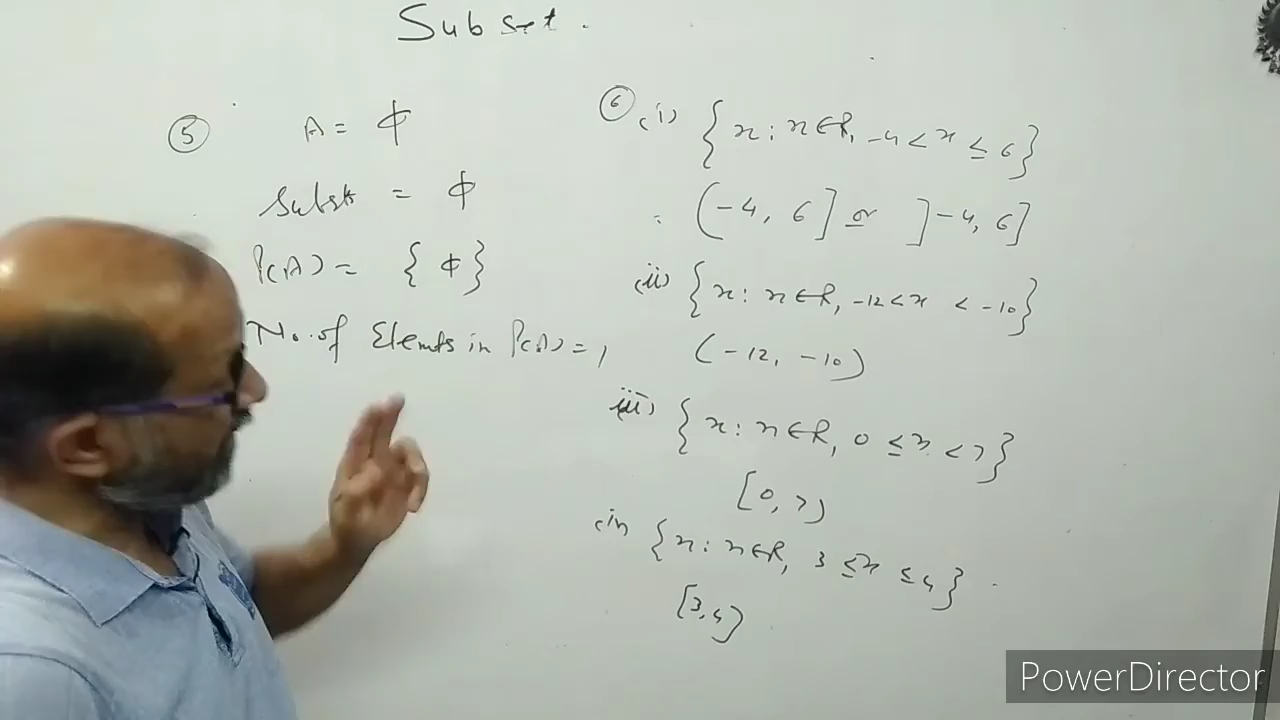 Subset.
⑤ A = ϕ
Subsets = ϕ
P(A) = { ϕ }
No. of Elements in P(A) = 1
⑥ (i) {x : x ∈ R, -4 < x ≤ 6}
= (-4, 6] or ]-4, 6]
(ii) {x : x ∈ R, -12 < x < -10}
(-12, -10)
(iii) {x : x ∈ R, 0 ≤ x < 7}
[0, 7)
(iv) {x : x ∈ R, 3 ≤ x ≤ 4}
[3, 4]
PowerDirector